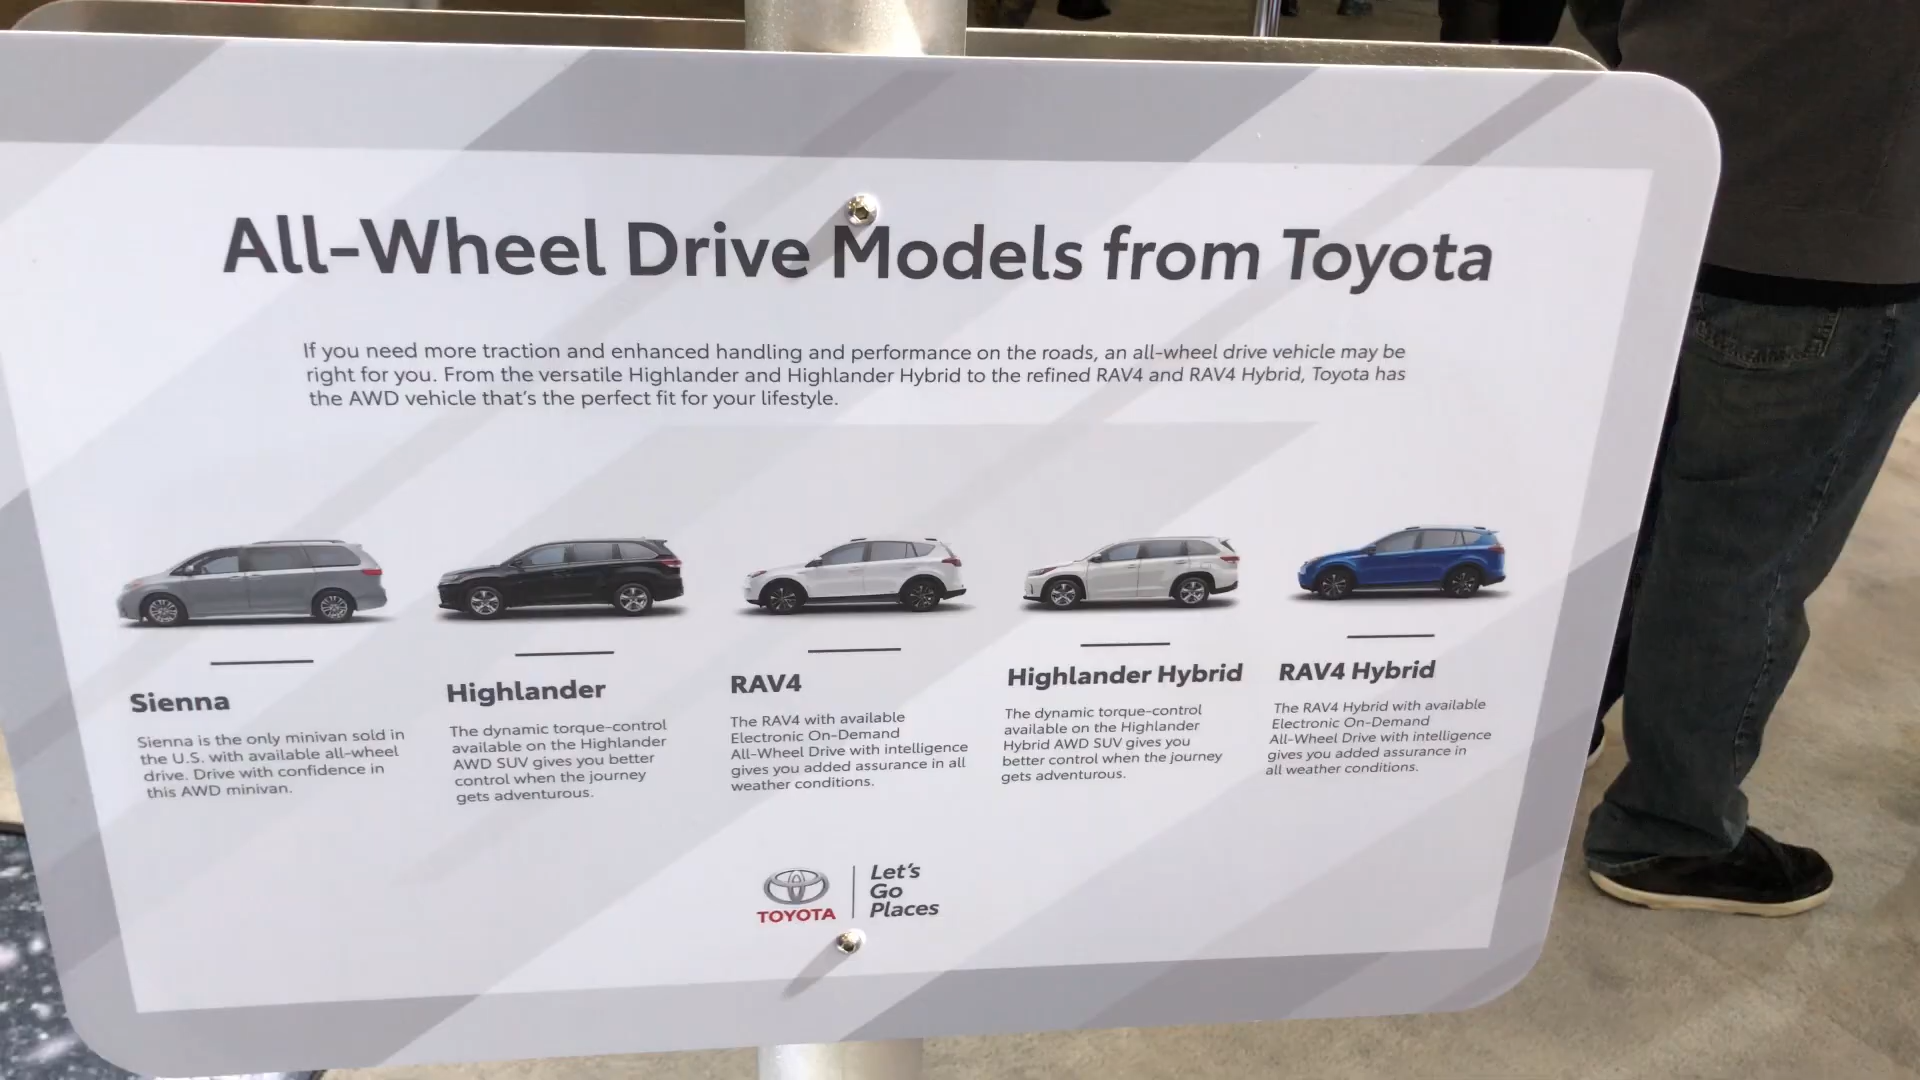 All-Wheel Drive Models from Toyota
If you need more traction and enhanced handling and performance on the roads, an all-wheel drive vehicle may be
right for you. From the versatile Highlander and Highlander Hybrid to the refined RAV4 and RAV4 Hybrid, Toyota has
the AWD vehicle that's the perfect fit for your lifestyle.
Sienna
Sienna is the only minivan sold in
the U.S. with available all-wheel
drive. Drive with confidence in
this AWD minivan.
Highlander
The dynamic torque-control
available on the Highlander
AWD SUV gives you better
control when the journey
gets adventurous.
RAV4
The RAV4 with available
Electronic On-Demand
All-Wheel Drive with intelligence
gives you added assurance in all
weather conditions.
Highlander Hybrid
The dynamic torque-control
available on the Highlander
Hybrid AWD SUV gives you
better control when the journey
gets adventurous.
RAV4 Hybrid
The RAV4 Hybrid with available
Electronic On-Demand
All-Wheel Drive with intelligence
gives you added assurance in
all weather conditions.
TOYOTA
Let's
Go
Places